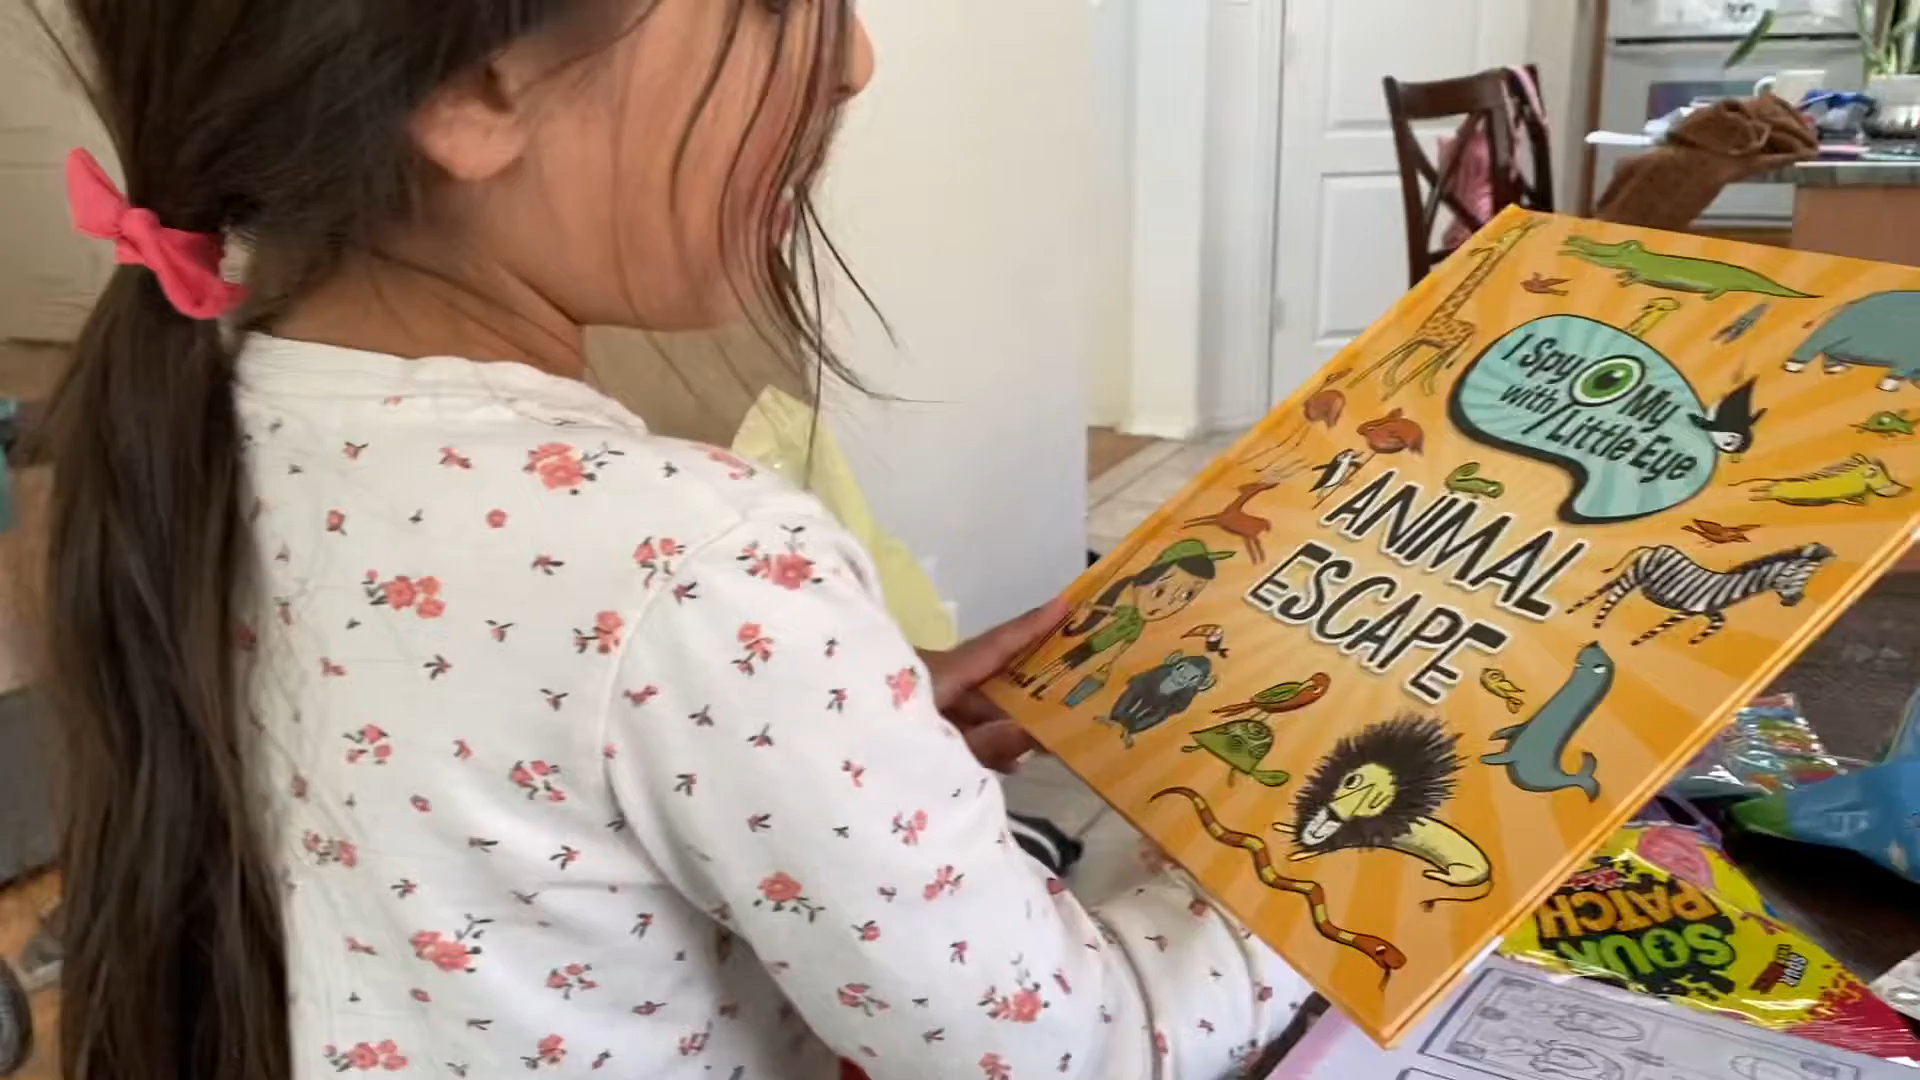 I Spy My
with Little Eye
ANIMAL
ESCAPE
SOUR
PATCH